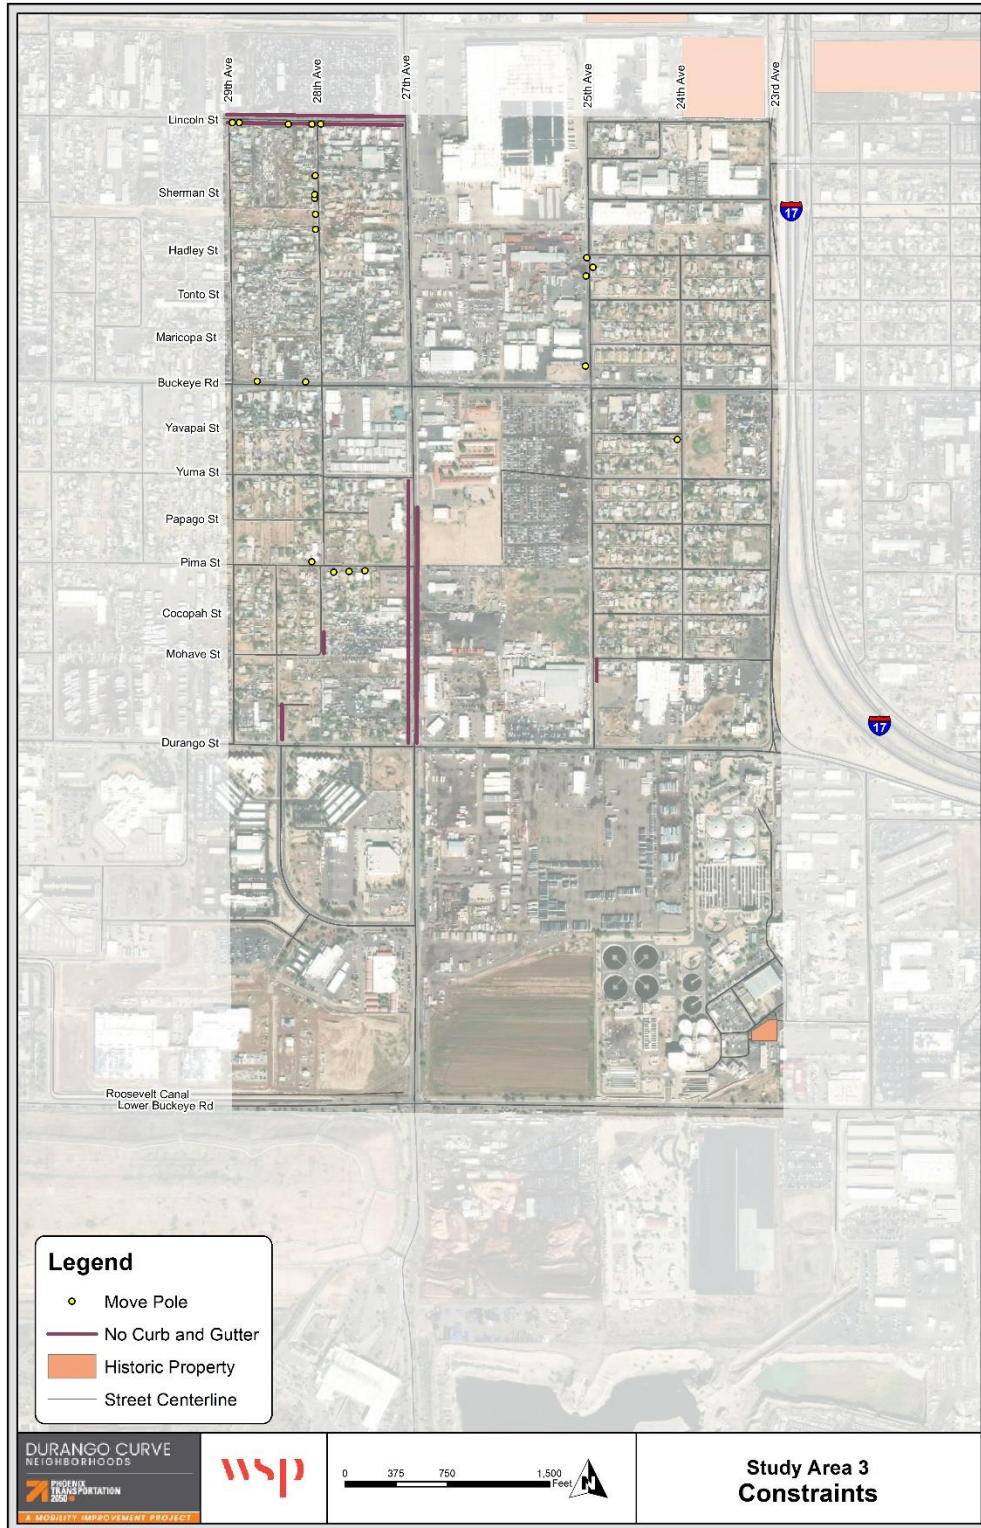 29th Ave
28th Ave
27th Ave
25th Ave
24th Ave
23rd Ave
Lincoln St
Sherman St
17
Hadley St
Tonto St
Maricopa St
Buckeye Rd
Yavapai St
Yuma St
Papago St
Pima St
Cocopah St
Mohave St
17
Durango St
Roosevelt Canal
Lower Buckeye Rd
Legend
Move Pole
No Curb and Gutter
Historic Property
Street Centerline
DURANGO CURVE
NEIGHBORHOODS
PHOENIX
TRANSPORTATION
2050
A MOBILITY IMPROVEMENT PROJECT
wsp
0 375 750 1,500
Feet
N
Study Area 3
Constraints